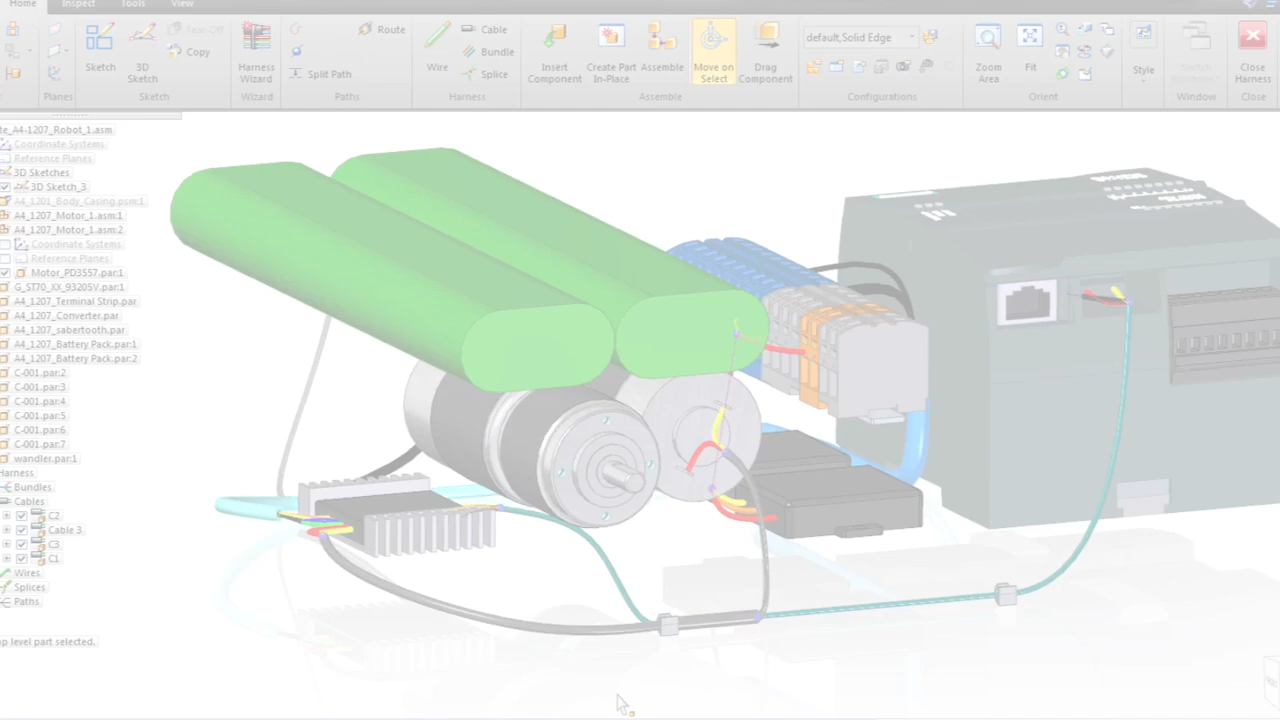 Home Inspect Tools View
Tear-Off
Copy
Sketch
3D
Sketch
Harness
Wizard
Split Path
Route
Wire
Cable
Bundle
Splice
Insert
Component
Create Part
In-Place
Assemble
Move on
Select
Drag
Component
default,Solid Edge
Zoom
Area
Fit
Style
Close
Harness
Planes Sketch Wizard Paths Harness Assemble Configurations Orient Window Close
te_A4-1207_Robot_1.asm
Coordinate Systems
Reference Planes
3D Sketches
3D Sketch_3
A4_1201_Body_Casing.psm:1
A4_1207_Motor_1.asm:1
A4_1207_Motor_1.asm:2
Coordinate Systems
Reference Planes
Motor_PD3557.par:1
G_ST70_XX_93205V.par:1
A4_1207_Terminal Strip.par
A4_1207_Converter.par
A4_1207_sabertooth.par
A4_1207_Battery Pack.par:1
A4_1207_Battery Pack.par:2
C-001.par:2
C-001.par:3
C-001.par:4
C-001.par:5
C-001.par:6
C-001.par:7
wandler.par:1
Harness
Bundles
Cables
C2
Cable 3
C3
C1
Wires
Splices
Paths
op level part selected.